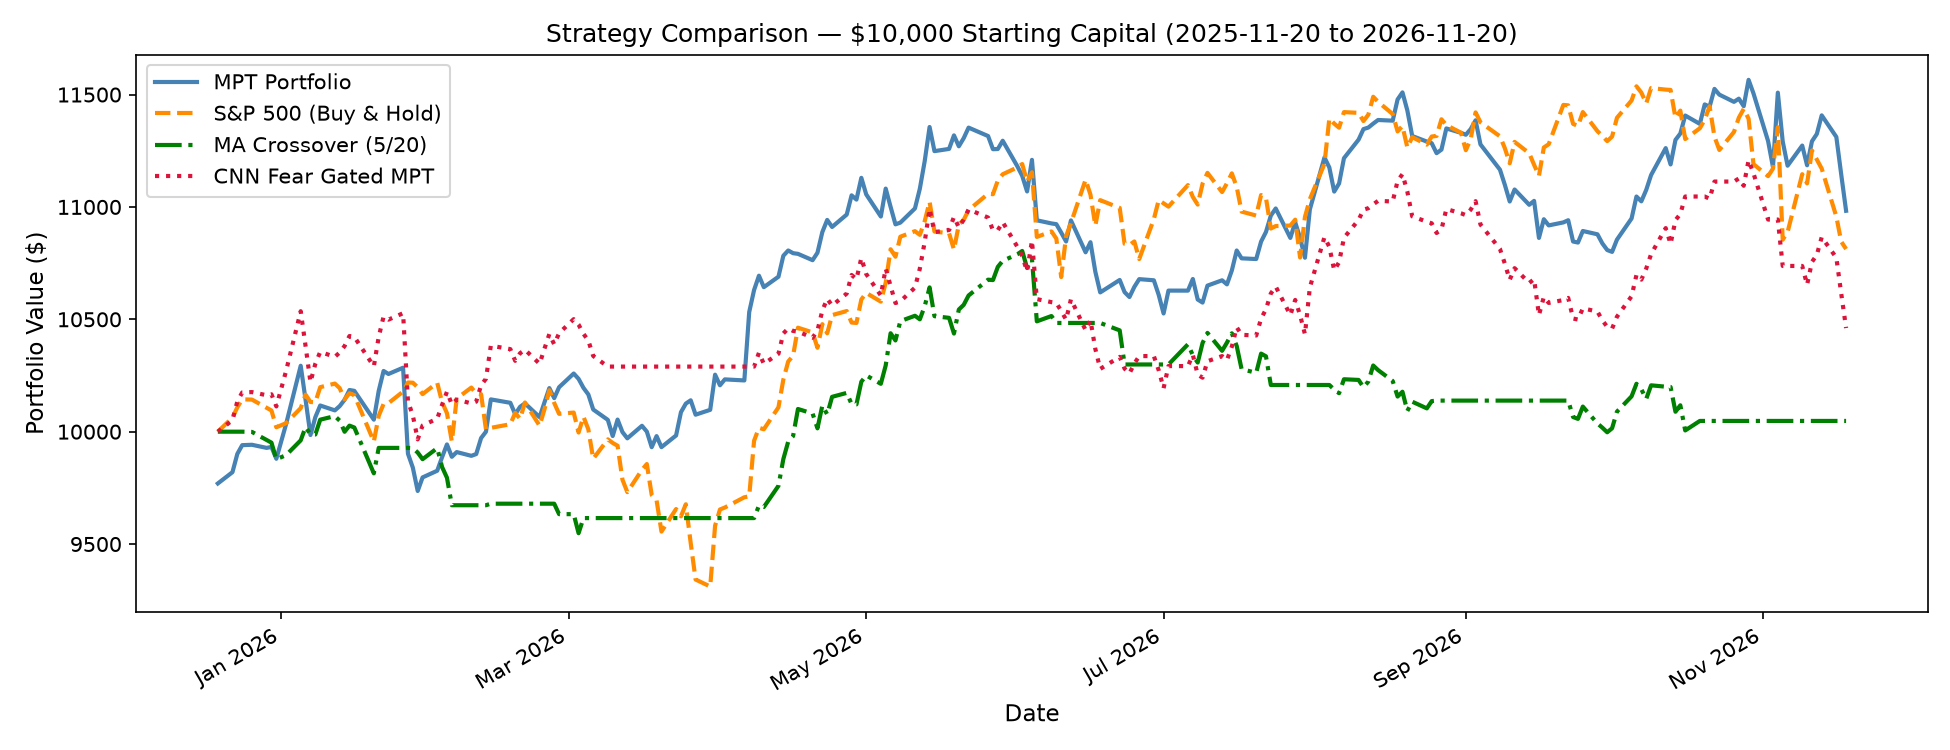 Strategy Comparison — $10,000 Starting Capital (2025-11-20 to 2026-11-20)
MPT Portfolio
S&P 500 (Buy & Hold)
MA Crossover (5/20)
CNN Fear Gated MPT
Portfolio Value ($)
11500
11000
10500
10000
9500
Jan 2026
Mar 2026
May 2026
Jul 2026
Sep 2026
Nov 2026
Date